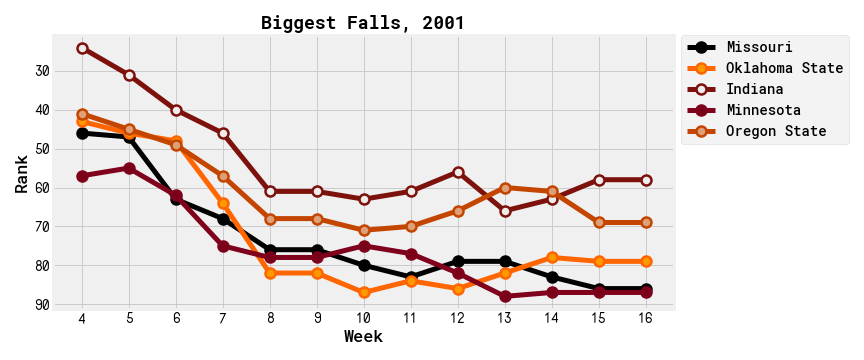 Biggest Falls, 2001
Missouri
Oklahoma State
Indiana
Minnesota
Oregon State
Rank
30
40
50
60
70
80
90
4 5 6 7 8 9 10 11 12 13 14 15 16
Week